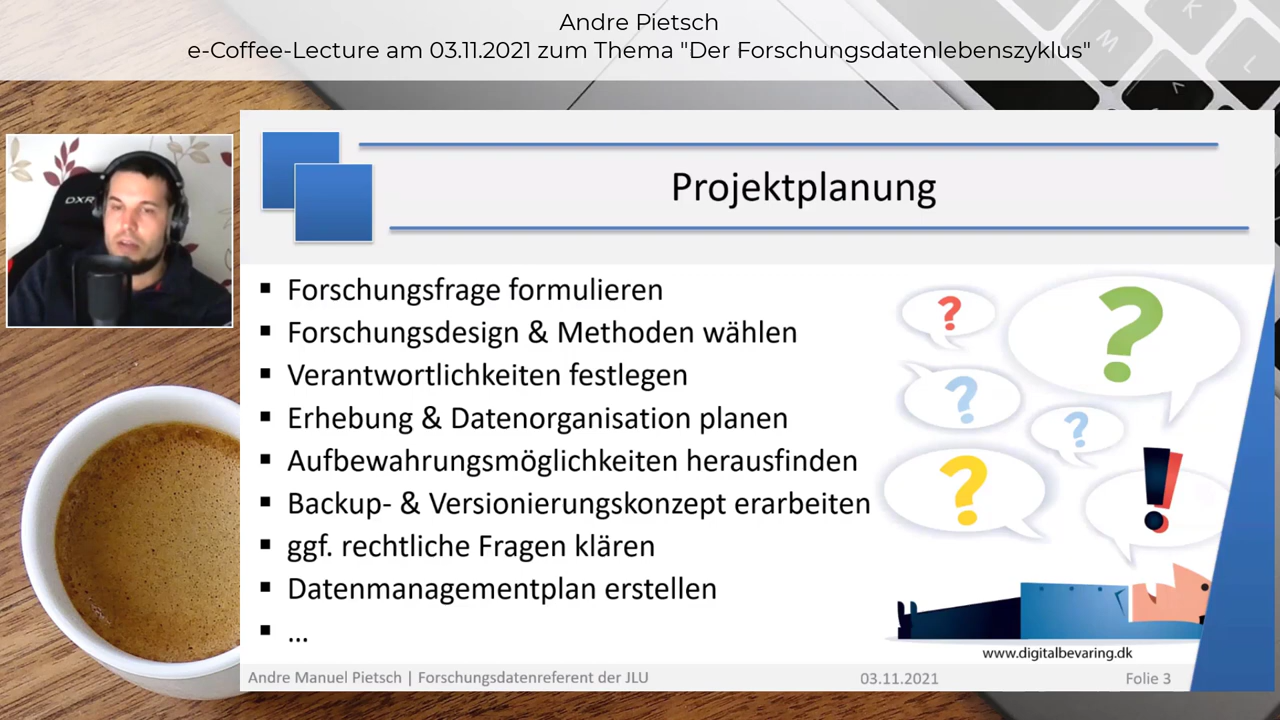 Andre Pietsch
e-Coffee-Lecture am 03.11.2021 zum Thema "Der Forschungsdatenlebenszyklus"
DXR
Projektplanung
▪ Forschungsfrage formulieren
▪ Forschungsdesign & Methoden wählen
▪ Verantwortlichkeiten festlegen
▪ Erhebung & Datenorganisation planen
▪ Aufbewahrungsmöglichkeiten herausfinden
▪ Backup- & Versionierungskonzept erarbeiten
▪ ggf. rechtliche Fragen klären
▪ Datenmanagementplan erstellen
▪ ...
? ? ? ? ? !
www.digitalbevaring.dk
Andre Manuel Pietsch | Forschungsdatenreferent der JLU 03.11.2021 Folie 3